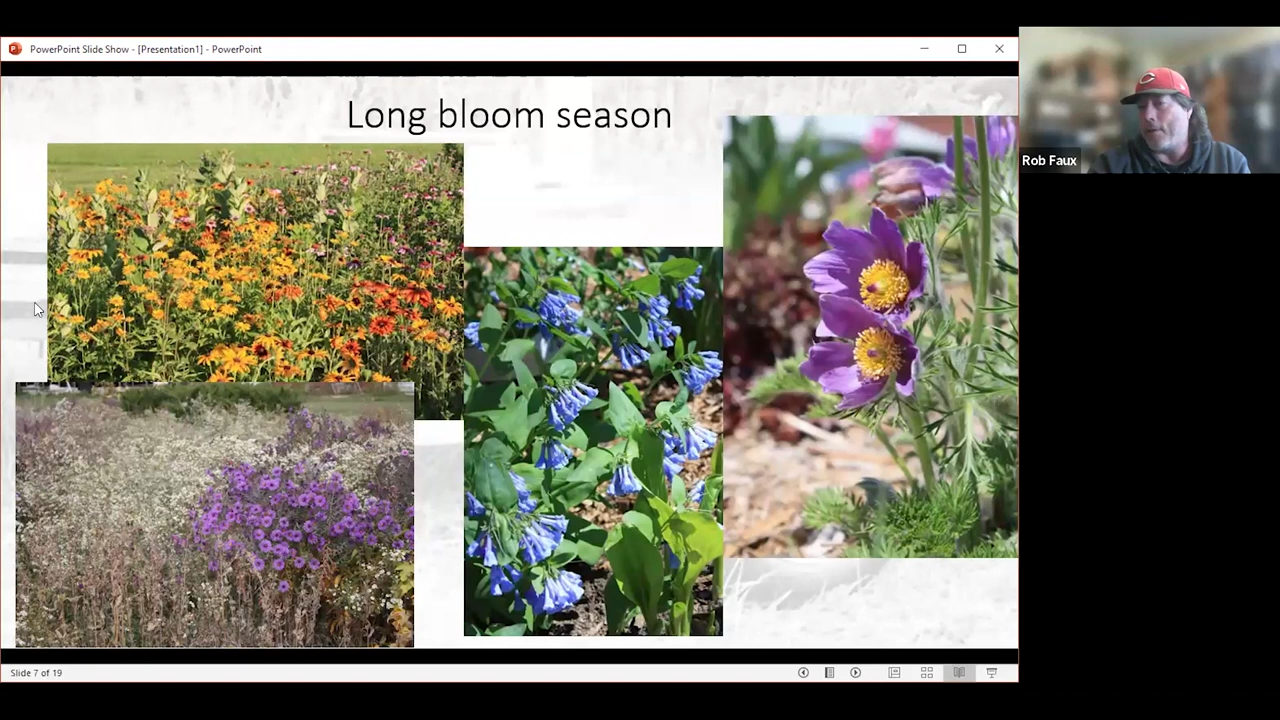 PowerPoint Slide Show - [Presentation1] - PowerPoint
Long bloom season
Rob Faux
C
Slide 7 of 19